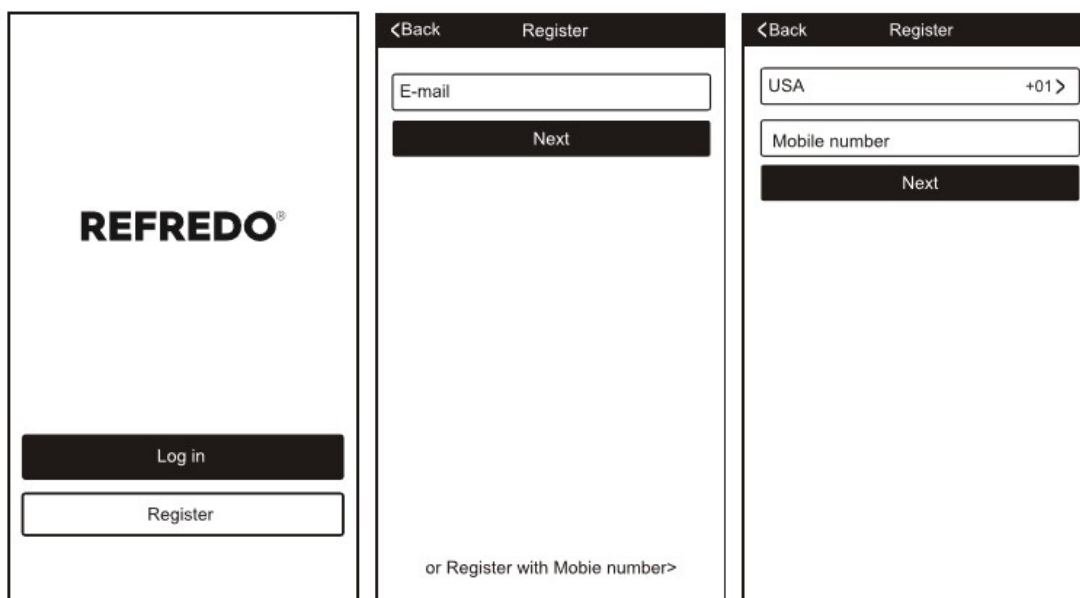 REFREDO®
Log in
Register
<Back Register
E-mail
Next
or Register with Mobie number>
<Back Register
USA +01>
Mobile number
Next